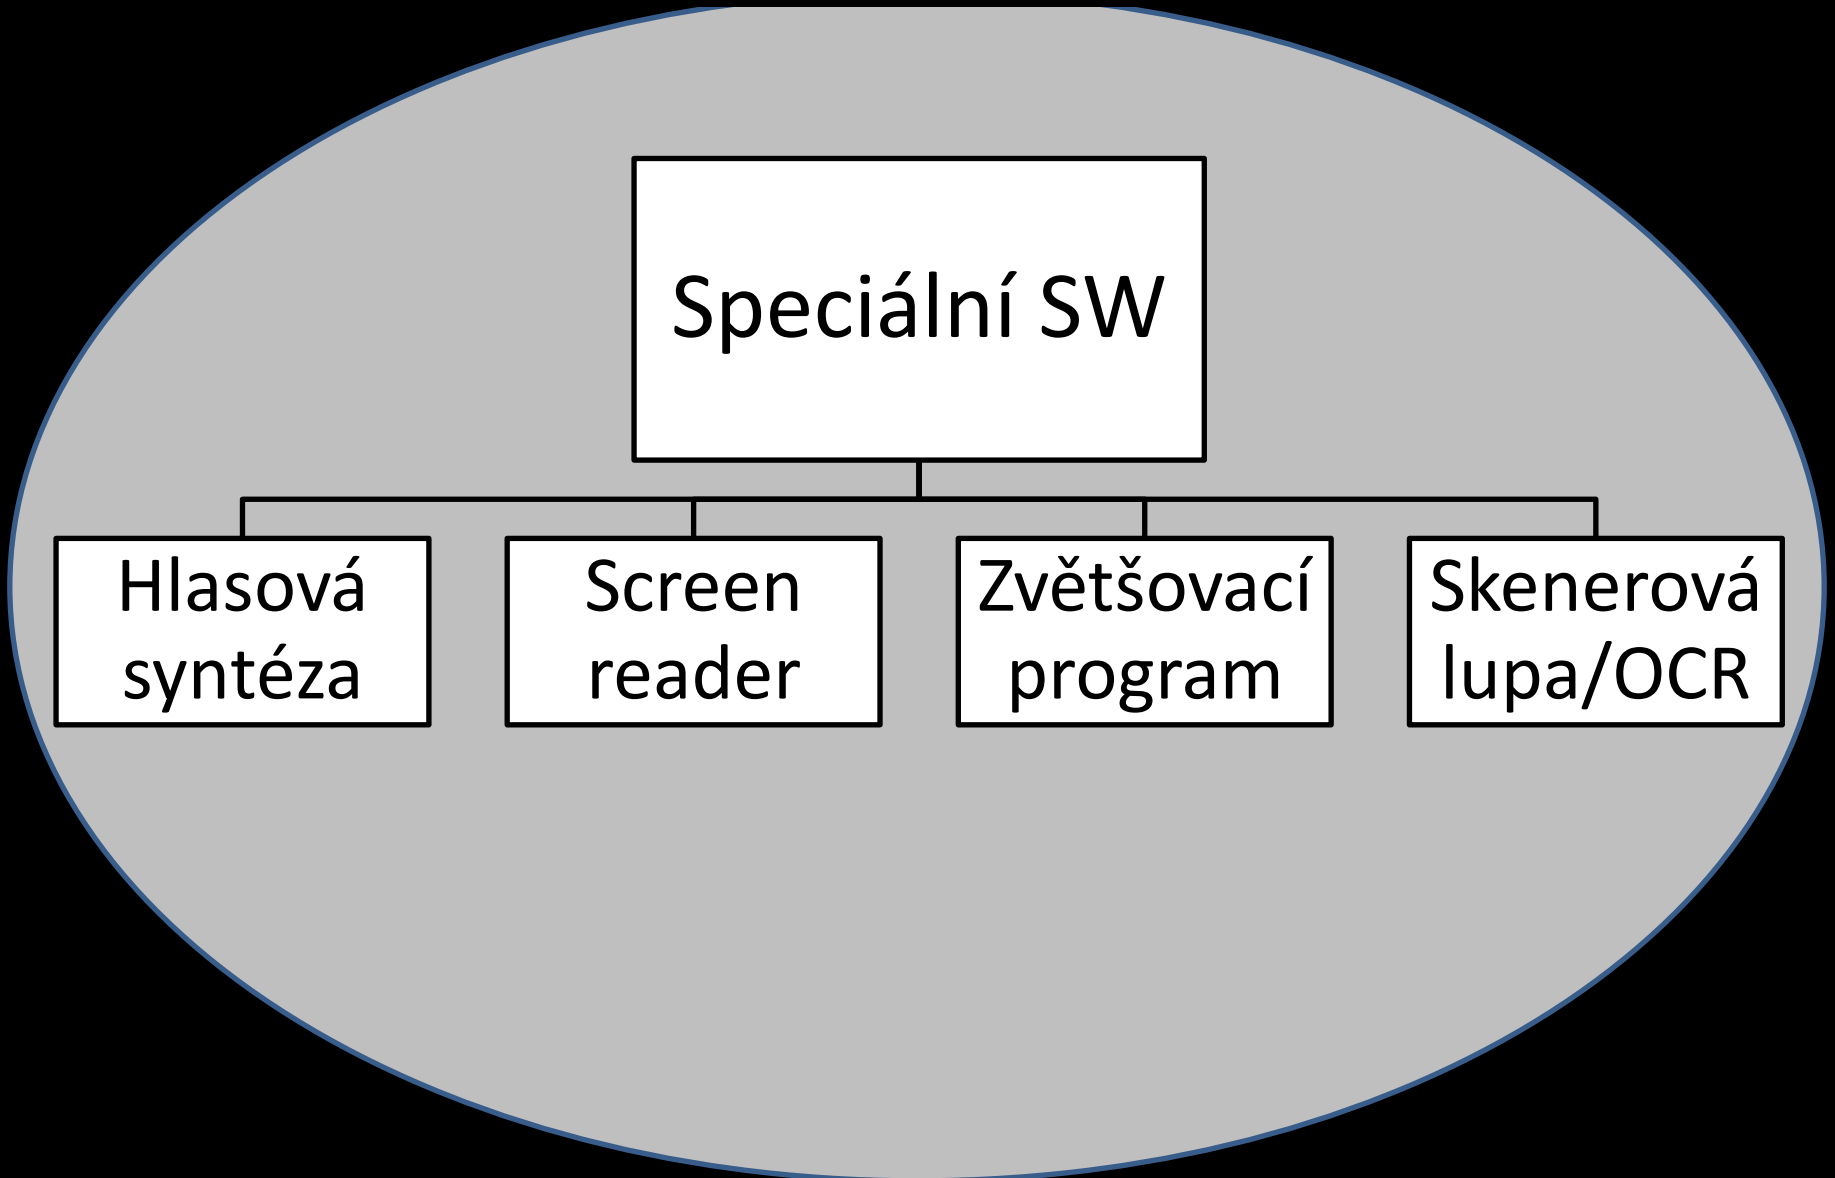 Speciální SW
Hlasová
syntéza
Screen
reader
Zvětšovací
program
Skenerová
lupa/OCR